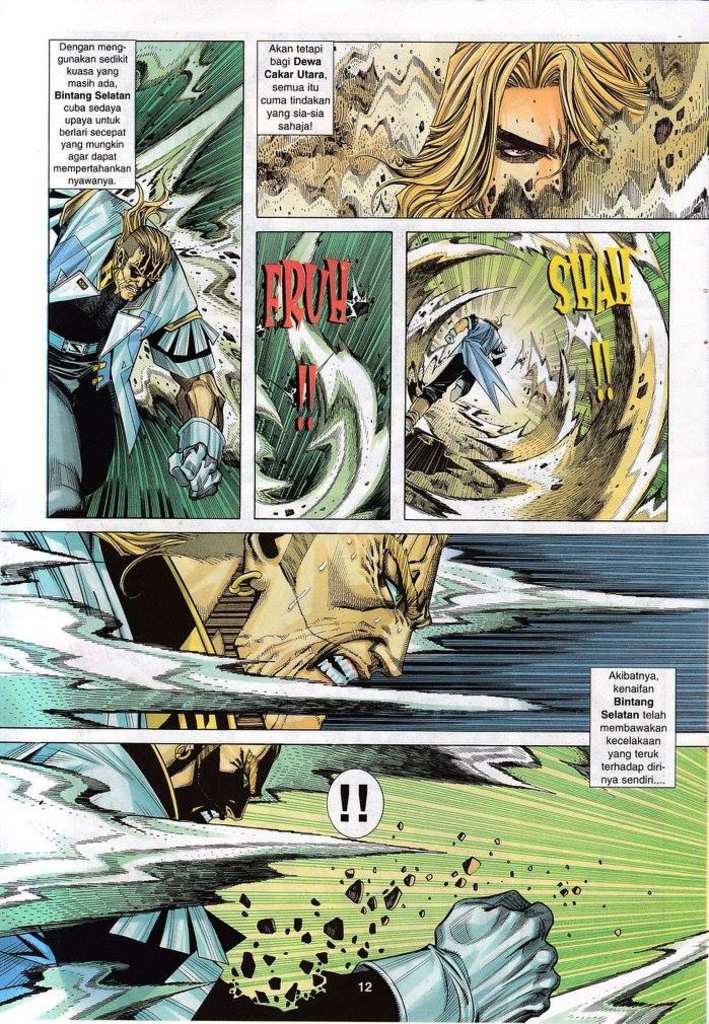 Dengan meng-
gunakan sedikit
kuasa yang
masih ada,
Bintang Selatan
cuba sedaya
upaya untuk
berlari secepat
yang mungkin
agar dapat
mempertahankan
nyawanya.
Akan tetapi
bagi Dewa
Cakar Utara,
semua itu
cuma tindakan
yang sia-sia
sahaja!
FRUH
!!
SHAH
!!
Akibatnya,
kenaifan
Bintang
Selatan telah
membawakan
kecelakaan
yang teruk
terhadap diri-
nya sendiri....
!!
12